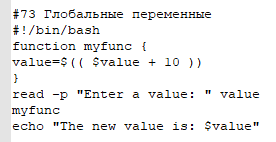 #73 Глобальные переменные
#!/bin/bash
function myfunc {
value=$(( $value + 10 ))
}
read -p "Enter a value: " value
myfunc
echo "The new value is: $value"